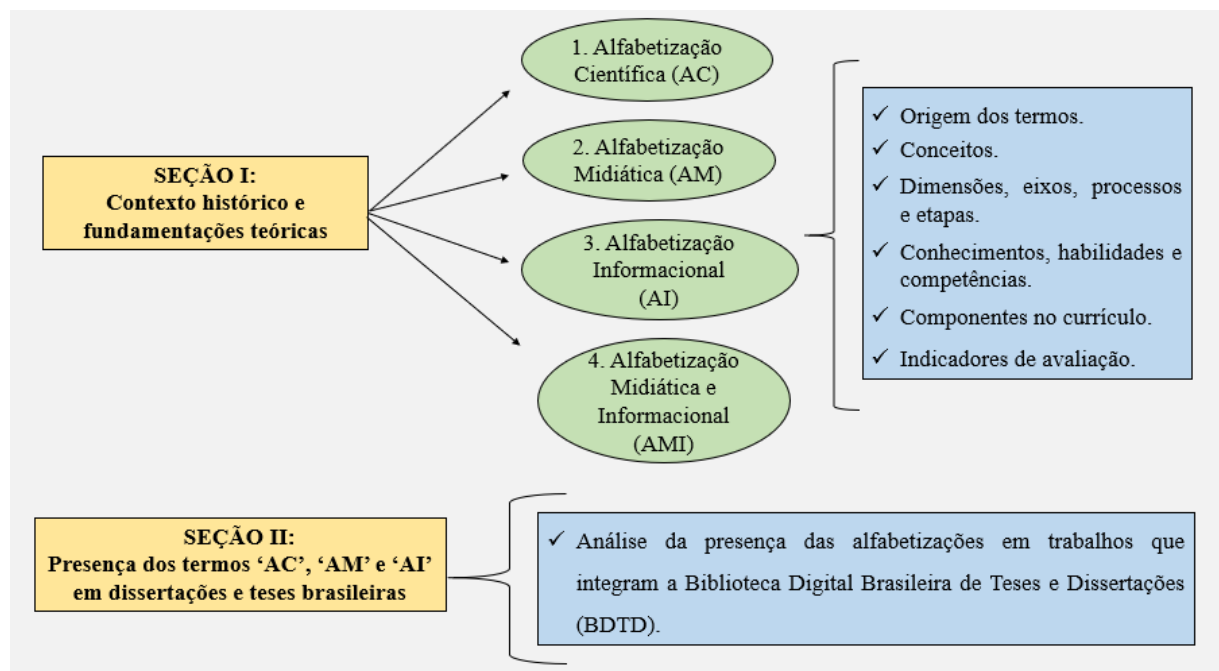 SEÇÃO I:
Contexto histórico e
fundamentações teóricas
1. Alfabetização
Científica (AC)
2. Alfabetização
Midiática (AM)
3. Alfabetização
Informacional
(AI)
4. Alfabetização
Midiática e
Informacional
(AMI)
✓ Origem dos termos.
✓ Conceitos.
✓ Dimensões, eixos, processos
e etapas.
✓ Conhecimentos, habilidades e
competências.
✓ Componentes no currículo.
✓ Indicadores de avaliação.
SEÇÃO II:
Presença dos termos ‘AC’, ‘AM’ e ‘AI’
em dissertações e teses brasileiras
✓ Análise da presença das alfabetizações em trabalhos que
integram a Biblioteca Digital Brasileira de Teses e Dissertações
(BDTD).